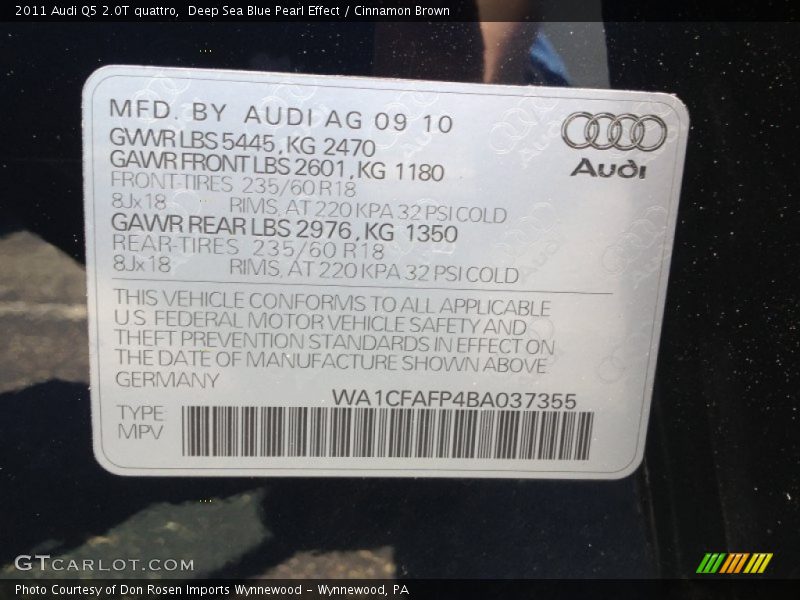 2011 Audi Q5 2.0T quattro,  Deep Sea Blue Pearl Effect / Cinnamon Brown
MFD. BY AUDI AG 09 10
GVWR LBS 5445, KG 2470
GAWR FRONT LBS 2601, KG 1180
FRONT-TIRES 235/60 R18
8Jx18 RIMS, AT 220 KPA 32 PSI COLD
GAWR REAR LBS 2976, KG 1350
REAR-TIRES 235/60 R18
8Jx18 RIMS, AT 220 KPA 32 PSI COLD
Audi
THIS VEHICLE CONFORMS TO ALL APPLICABLE
U.S. FEDERAL MOTOR VEHICLE SAFETY AND
THEFT PREVENTION STANDARDS IN EFFECT ON
THE DATE OF MANUFACTURE SHOWN ABOVE
GERMANY
WA1CFAFP4BA037355
TYPE
MPV
GTCARLOT.COM
Photo Courtesy of Don Rosen Imports Wynnewood – Wynnewood, PA